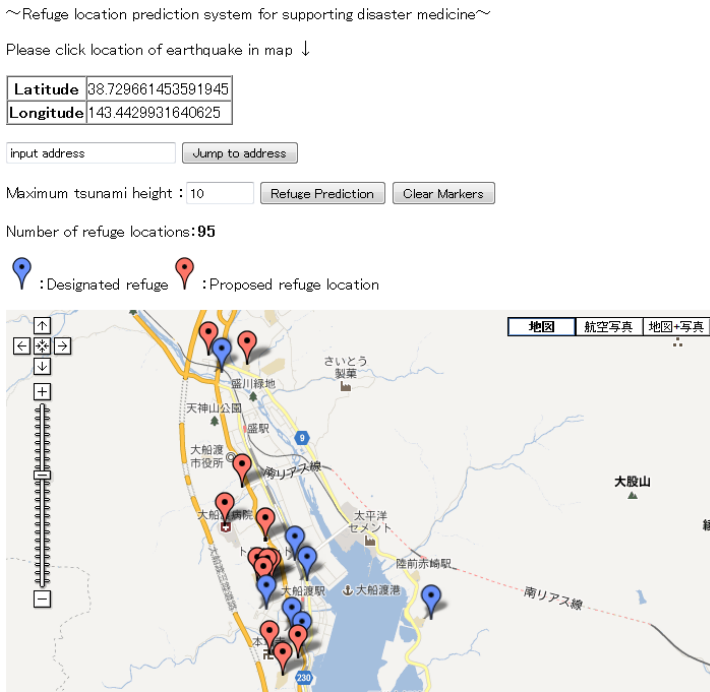 ～Refuge location prediction system for supporting disaster medicine～
Please click location of earthquake in map ↓
Latitude 38.729661453591945
Longitude 143.4429931640625
input address Jump to address
Maximum tsunami height：10 Refuge Prediction Clear Markers
Number of refuge locations:95
：Designated refuge ：Proposed refuge location
地図 航空写真 地図+写真
さいとう
製菓
盛川緑地
天神山公園
盛駅
9
大船渡
市役所
南リアス線
大股山
太平洋
セメント
陸前赤崎駅
大船渡駅
大船渡港
南リアス線
230